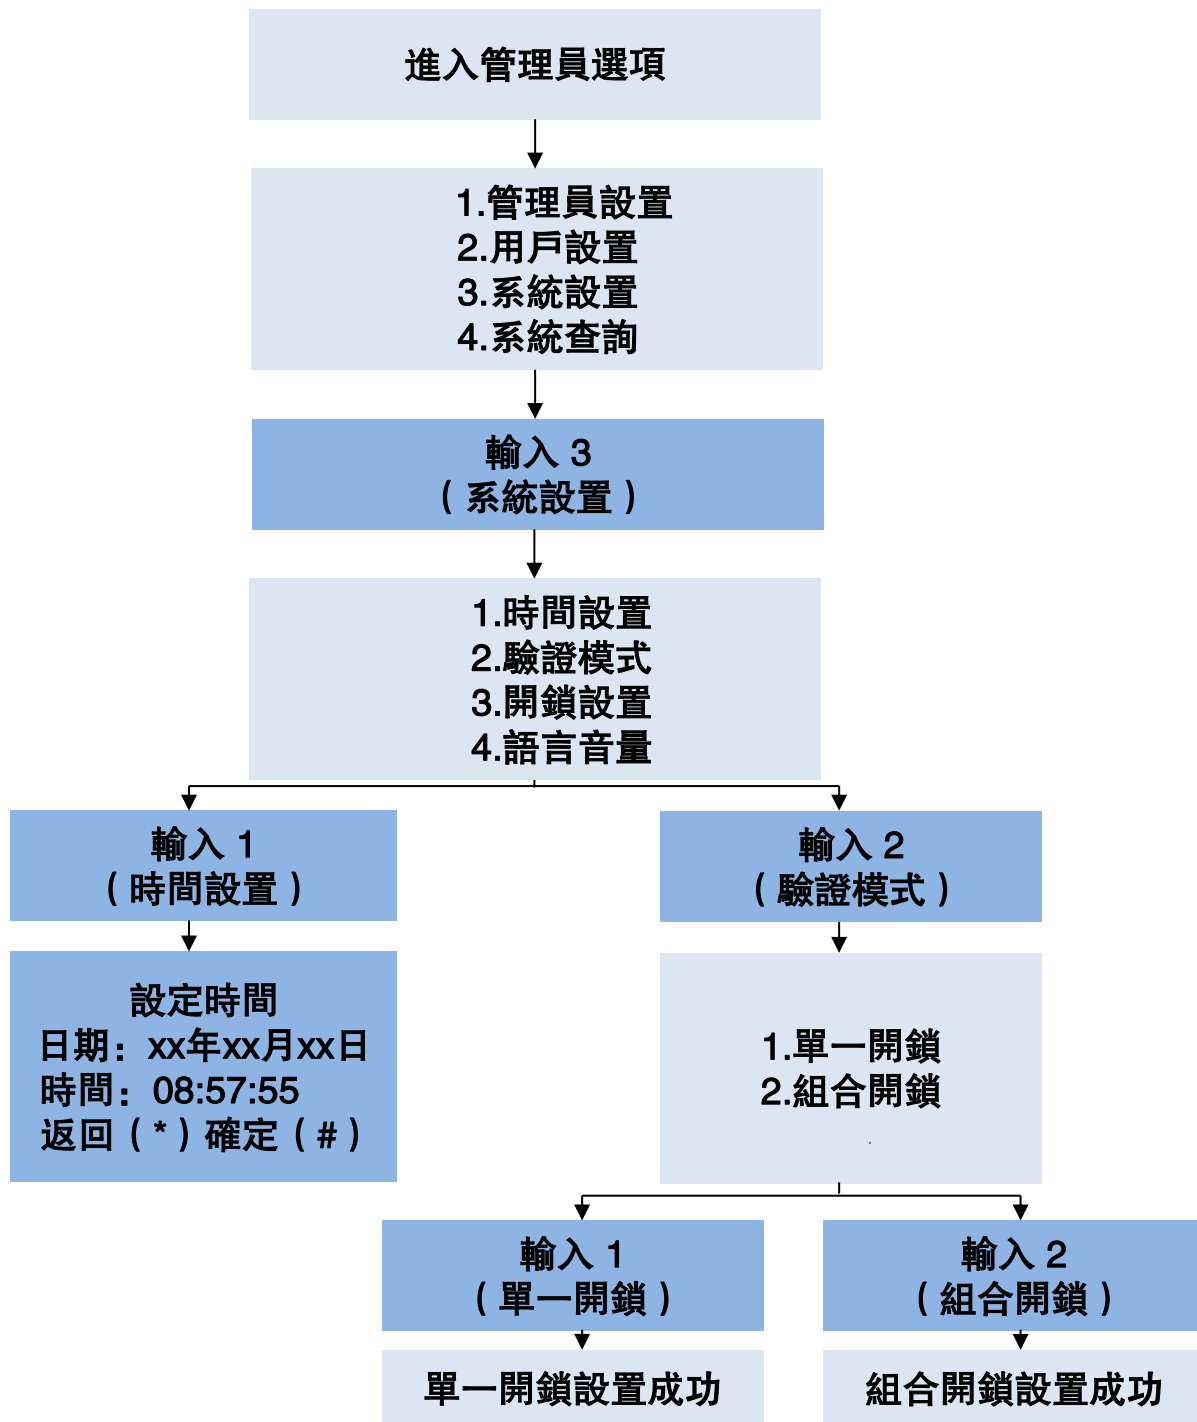 進入管理員選項
1.管理員設置
2.用戶設置
3.系統設置
4.系統查詢
輸入 3
（系統設置）
1.時間設置
2.驗證模式
3.開鎖設置
4.語言音量
輸入 1
（時間設置）
設定時間
日期：xx年xx月xx日
時間：08:57:55
返回（*）確定（#）
輸入 2
（驗證模式）
1.單一開鎖
2.組合開鎖
輸入 1
（單一開鎖）
單一開鎖設置成功
輸入 2
（組合開鎖）
組合開鎖設置成功